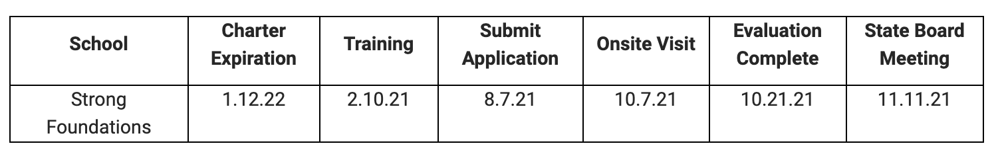 School
Charter
Expiration
Training
Submit
Application
Onsite Visit
Evaluation
Complete
State Board
Meeting
Strong
Foundations
1.12.22
2.10.21
8.7.21
10.7.21
10.21.21
11.11.21